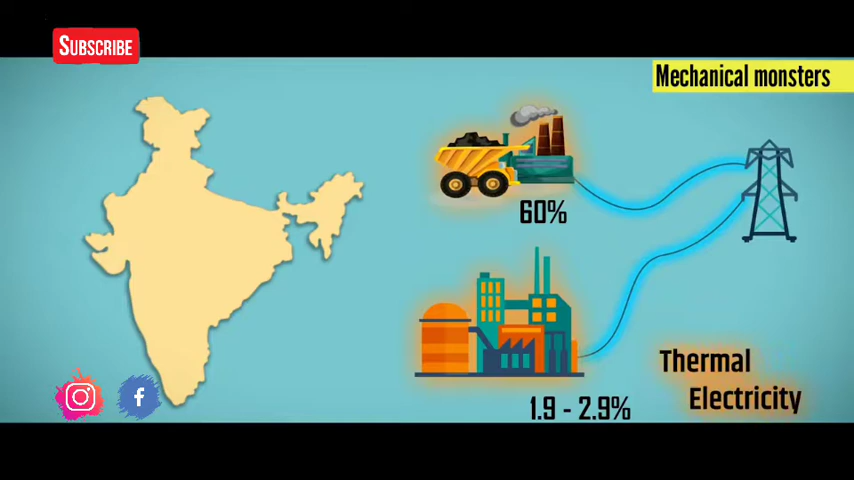 SUBSCRIBE
Mechanical monsters
60%
1.9 - 2.9%
Thermal
Electricity